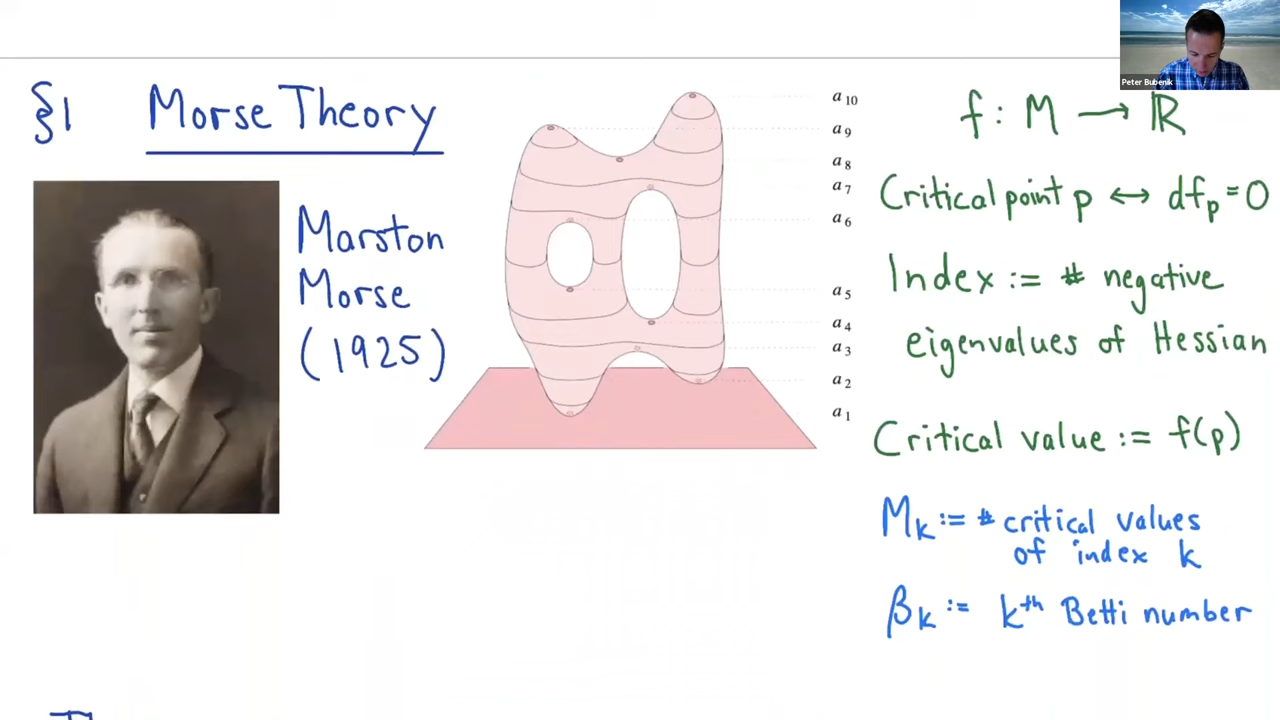 Peter Bubenik
§1 Morse Theory
Marston
Morse
(1925)
a10
a9
a8
a7
a6
a5
a4
a3
a2
a1
f: M → ℝ
Critical point p ↔ dfp = 0
Index := # negative
eigenvalues of Hessian
Critical value := f(p)
Mk := # critical values
of index k
βk := kth Betti number